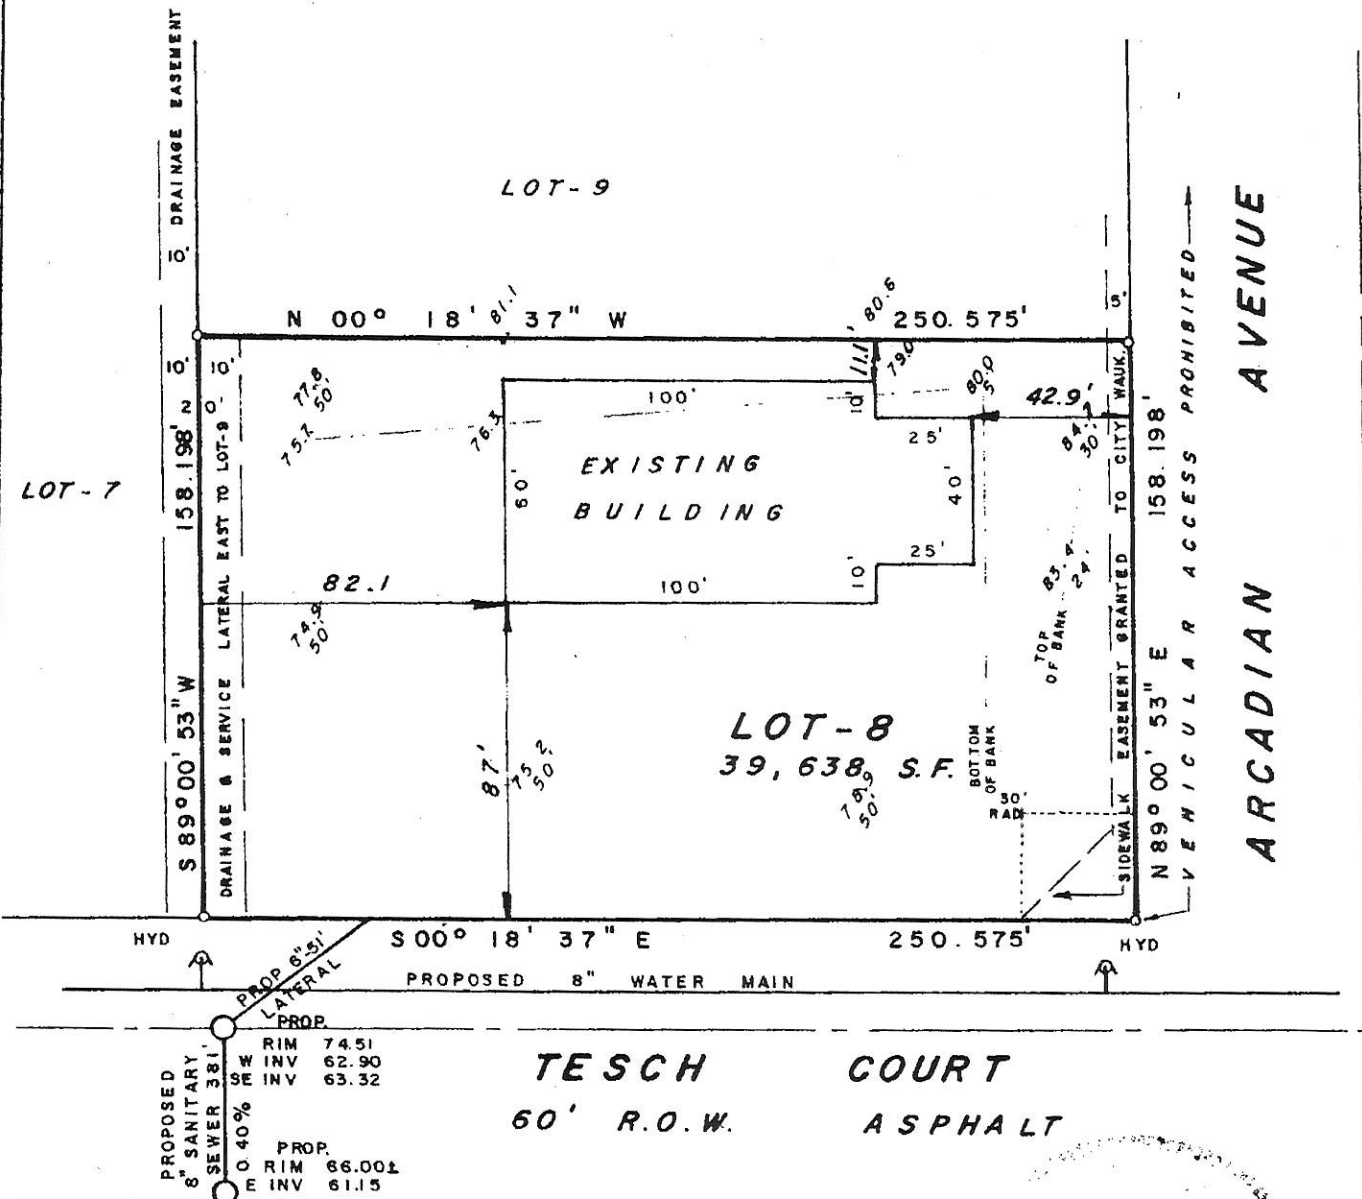 10' DRAINAGE EASEMENT
LOT-9
N 00° 18' 37" W
81.1
80.6
250.575'
5'
10'
10'
20'
77.8
50'
75.7
76.3
100'
11.1'
79.0
10'
80.0
5
42.9'
84.7
30'
25'
LOT-7
158.198'
S 89°00' 53" W
DRAINAGE & SERVICE LATERAL EAST TO LOT-9
EXISTING
BUILDING
60'
40'
25'
10'
100'
82.1
74.9
50'
83.4
24'
TOP
OF BANK
LOT-8
39,638 S.F.
87'
75.2
50'
78.9
50'
BOTTOM
OF BANK
30'
RAD
SIDEWALK EASEMENT GRANTED TO CITY WAUK.
N 89° 00' 53" E
158.198'
VEHICULAR ACCESS PROHIBITED
ARCADIAN AVENUE
HYD
S 00° 18' 37" E
250.575'
HYD
PROP 6"-51'
LATERAL
PROPOSED 8" WATER MAIN
PROP.
RIM 74.51
W INV 62.90
SE INV 63.32
PROPOSED
8" SANITARY
SEWER 381'
0.40%
PROP.
RIM 66.00±
E INV 61.15
TESCH COURT
60' R.O.W. ASPHALT